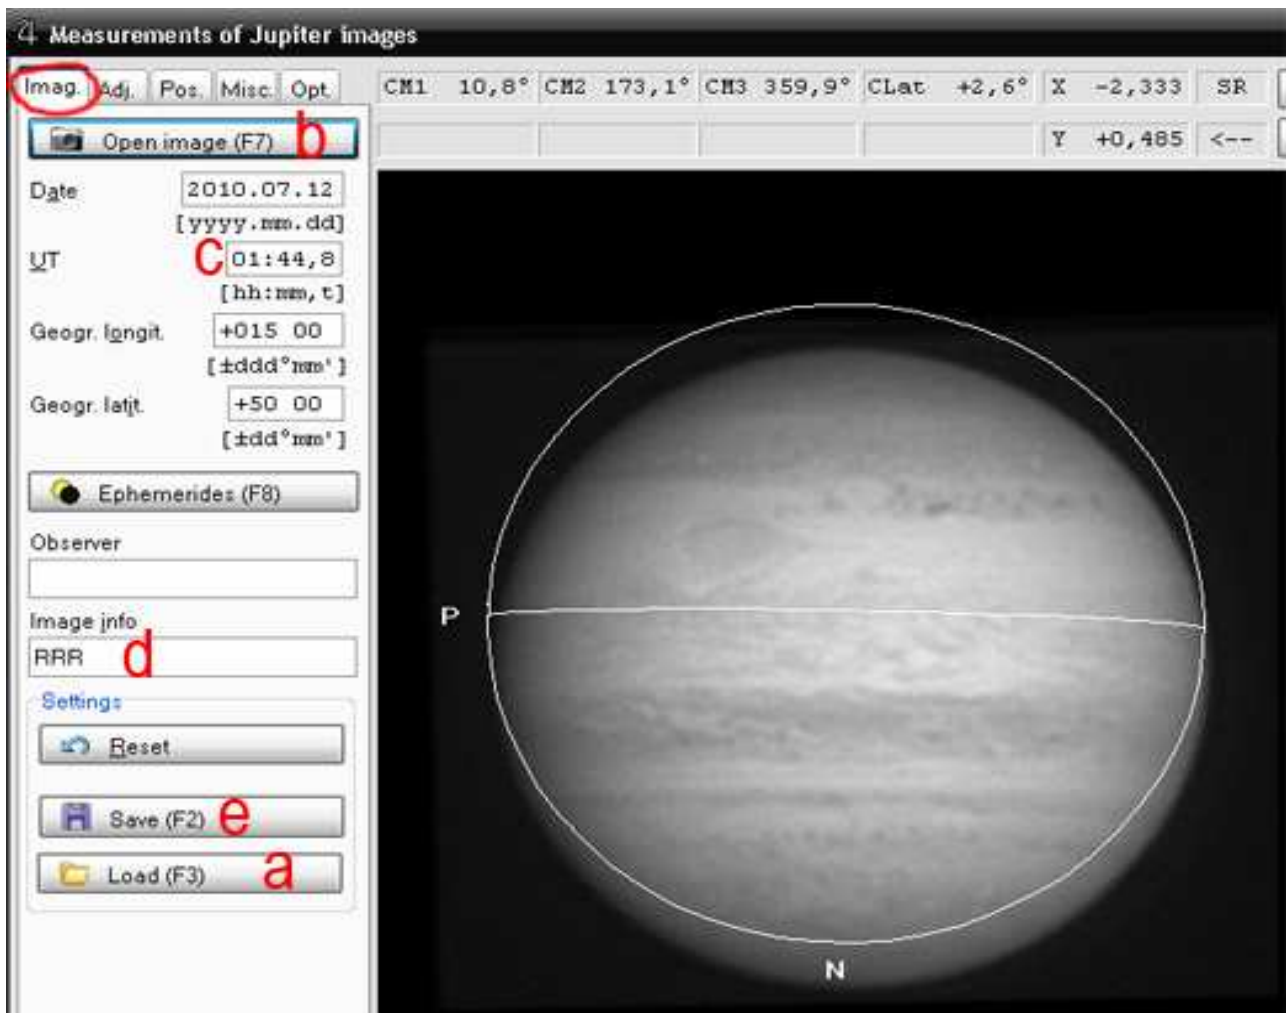 Measurements of Jupiter images
Imag. Adj. Pos. Misc. Opt.
CM1 10,8° CM2 173,1° CM3 359,9° CLat +2,6° X -2,333 SR
Y +0,485 <--
Open image (F7) b
Date 2010.07.12
[yyyy.mm.dd]
UT c 01:44,8
[hh:mm,t]
Geogr. longit. +015 00
[±ddd°mm']
Geogr. latit. +50 00
[±dd°mm']
Ephemerides (F8)
Observer
Image info
RRR d
Settings
Reset
Save (F2) e
Load (F3) a
P
N